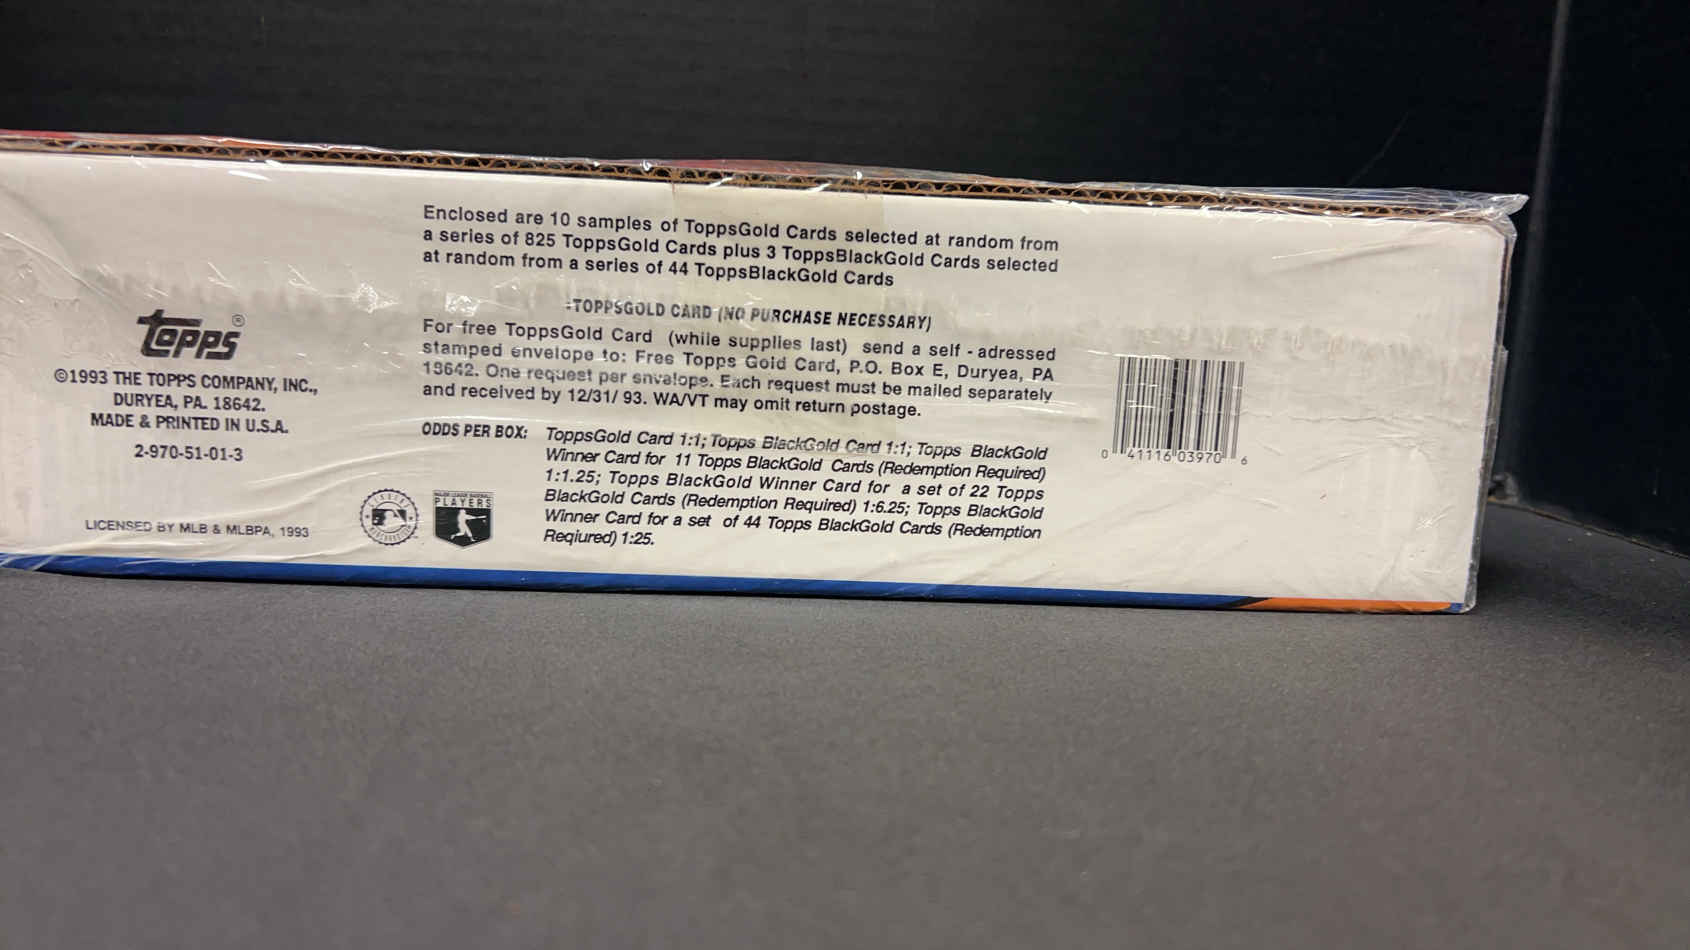 Enclosed are 10 samples of ToppsGold Cards selected at random from
a series of 825 ToppsGold Cards plus 3 ToppsBlackGold Cards selected
at random from a series of 44 ToppsBlackGold Cards
TOPPSGOLD CARD (NO PURCHASE NECESSARY)
For free ToppsGold Card (while supplies last) send a self - adressed
stamped envelope to: Free Topps Gold Card, P.O. Box E, Duryea, PA
18642. One request per envelope. Each request must be mailed separately
and received by 12/31/ 93. WA/VT may omit return postage.
ODDS PER BOX: ToppsGold Card 1:1; Topps BlackGold Card 1:1; Topps BlackGold
Winner Card for 11 Topps BlackGold Cards (Redemption Required)
1:1.25; Topps BlackGold Winner Card for a set of 22 Topps
BlackGold Cards (Redemption Required) 1:6.25; Topps BlackGold
Winner Card for a set of 44 Topps BlackGold Cards (Redemption
Reqiured) 1:25.
Topps®
©1993 THE TOPPS COMPANY, INC.,
DURYEA, PA. 18642.
MADE & PRINTED IN U.S.A.
2-970-51-01-3
LICENSED BY MLB & MLBPA, 1993
MAJOR LEAGUE BASEBALL
PLAYERS
0 41116 03970 6